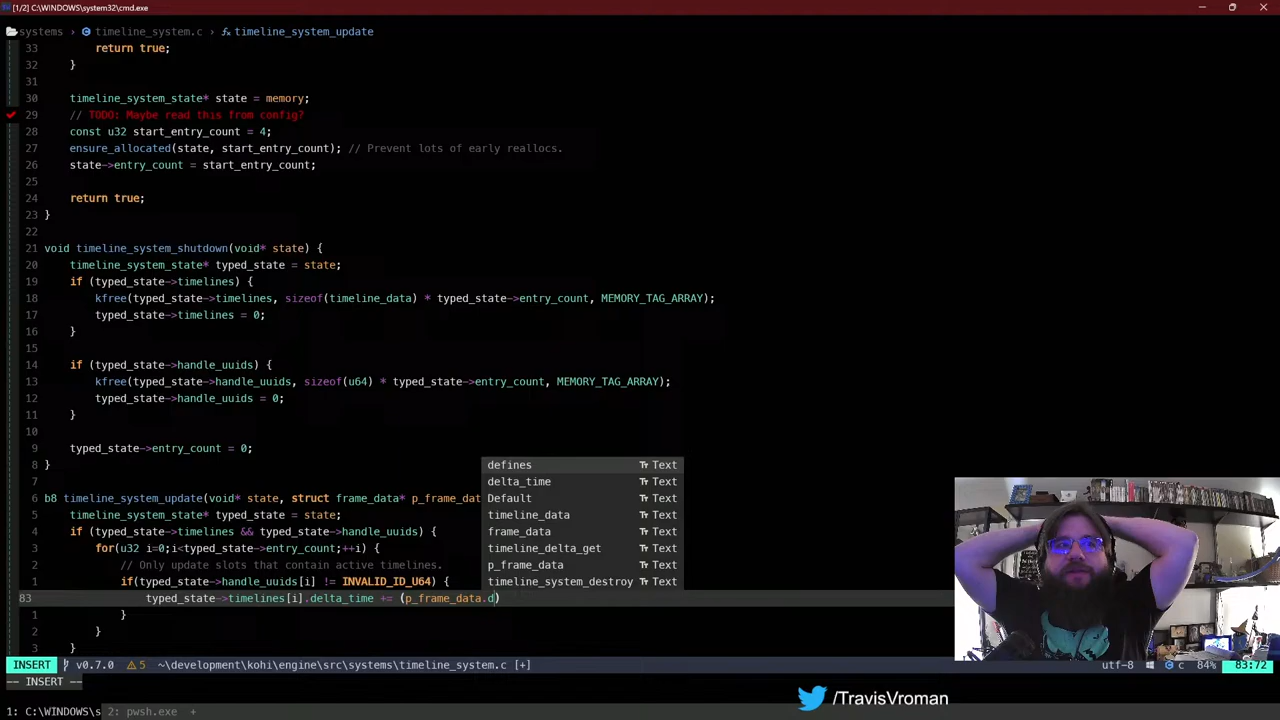 [1/2] C:\WINDOWS\system32\cmd.exe
systems > timeline_system.c > timeline_system_update
33 return true;
32 }
31
30 timeline_system_state* state = memory;
29 // TODO: Maybe read this from config?
28 const u32 start_entry_count = 4;
27 ensure_allocated(state, start_entry_count); // Prevent lots of early reallocs.
26 state->entry_count = start_entry_count;
25
24 return true;
23 }
22
21 void timeline_system_shutdown(void* state) {
20 timeline_system_state* typed_state = state;
19 if (typed_state->timelines) {
18 kfree(typed_state->timelines, sizeof(timeline_data) * typed_state->entry_count, MEMORY_TAG_ARRAY);
17 typed_state->timelines = 0;
16 }
15
14 if (typed_state->handle_uuids) {
13 kfree(typed_state->handle_uuids, sizeof(u64) * typed_state->entry_count, MEMORY_TAG_ARRAY);
12 typed_state->handle_uuids = 0;
11 }
10
9 typed_state->entry_count = 0;
8 }
7
6 b8 timeline_system_update(void* state, struct frame_data* p_frame_dat
5 timeline_system_state* typed_state = state;
4 if (typed_state->timelines && typed_state->handle_uuids) {
3 for(u32 i=0;i<typed_state->entry_count;++i) {
2 // Only update slots that contain active timelines.
1 if(typed_state->handle_uuids[i] != INVALID_ID_U64) {
83 typed_state->timelines[i].delta_time += (p_frame_data.d)
1 }
2 }
3 }
defines Text
delta_time Text
Default Text
timeline_data Text
frame_data Text
timeline_delta_get Text
p_frame_data Text
timeline_system_destroy Text
INSERT v0.7.0 5 ~\development\kohi\engine\src\systems\timeline_system.c [+] utf-8 c 84% 83:72
-- INSERT --
/TravisVroman
1: C:\WINDOWS\s 2: pwsh.exe +